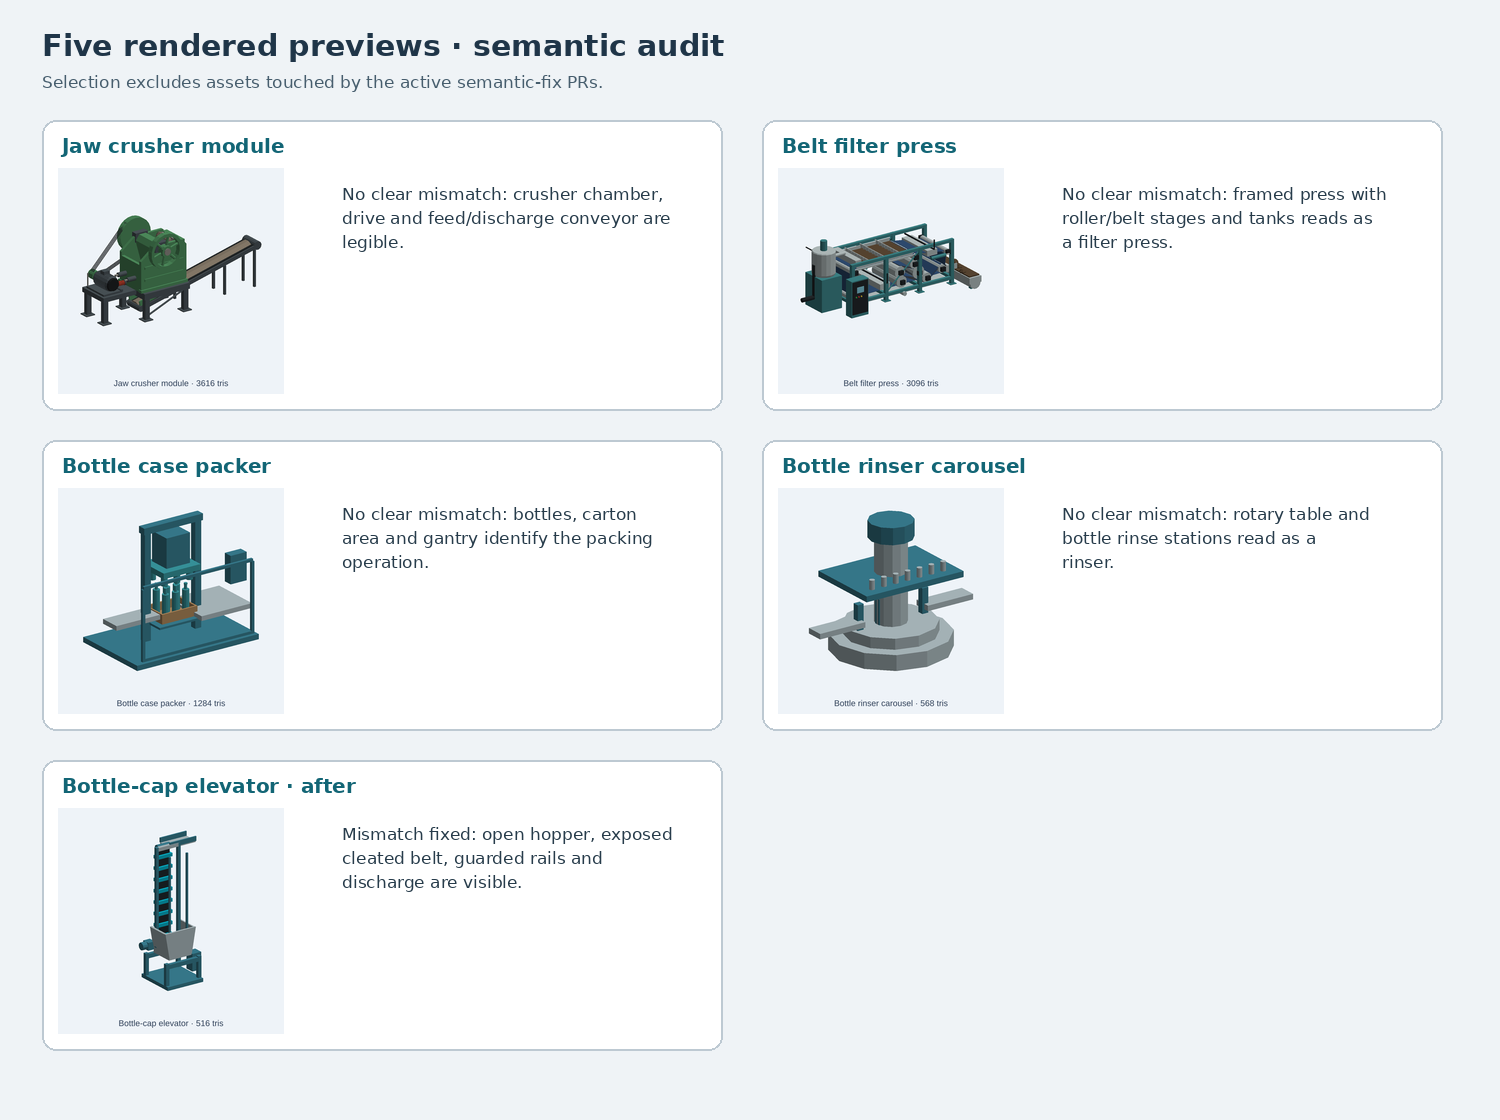 Five rendered previews · semantic audit
Selection excludes assets touched by the active semantic-fix PRs.
Jaw crusher module
No clear mismatch: crusher chamber,
drive and feed/discharge conveyor are
legible.
Jaw crusher module · 3616 tris
Belt filter press
No clear mismatch: framed press with
roller/belt stages and tanks reads as
a filter press.
Belt filter press · 3096 tris
Bottle case packer
No clear mismatch: bottles, carton
area and gantry identify the packing
operation.
Bottle case packer · 1284 tris
Bottle rinser carousel
No clear mismatch: rotary table and
bottle rinse stations read as a
rinser.
Bottle rinser carousel · 568 tris
Bottle-cap elevator · after
Mismatch fixed: open hopper, exposed
cleated belt, guarded rails and
discharge are visible.
Bottle-cap elevator · 516 tris